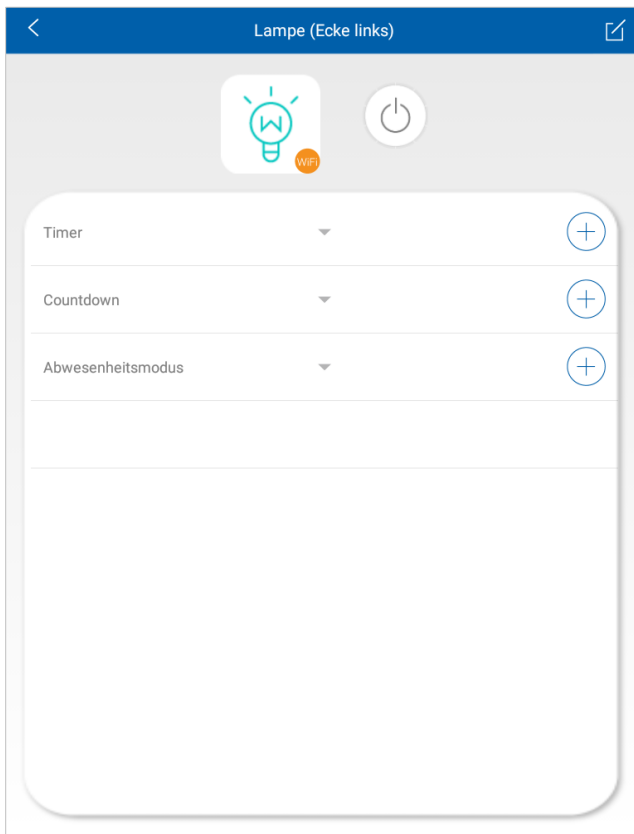 Lampe (Ecke links)
WiFi
Timer
Countdown
Abwesenheitsmodus